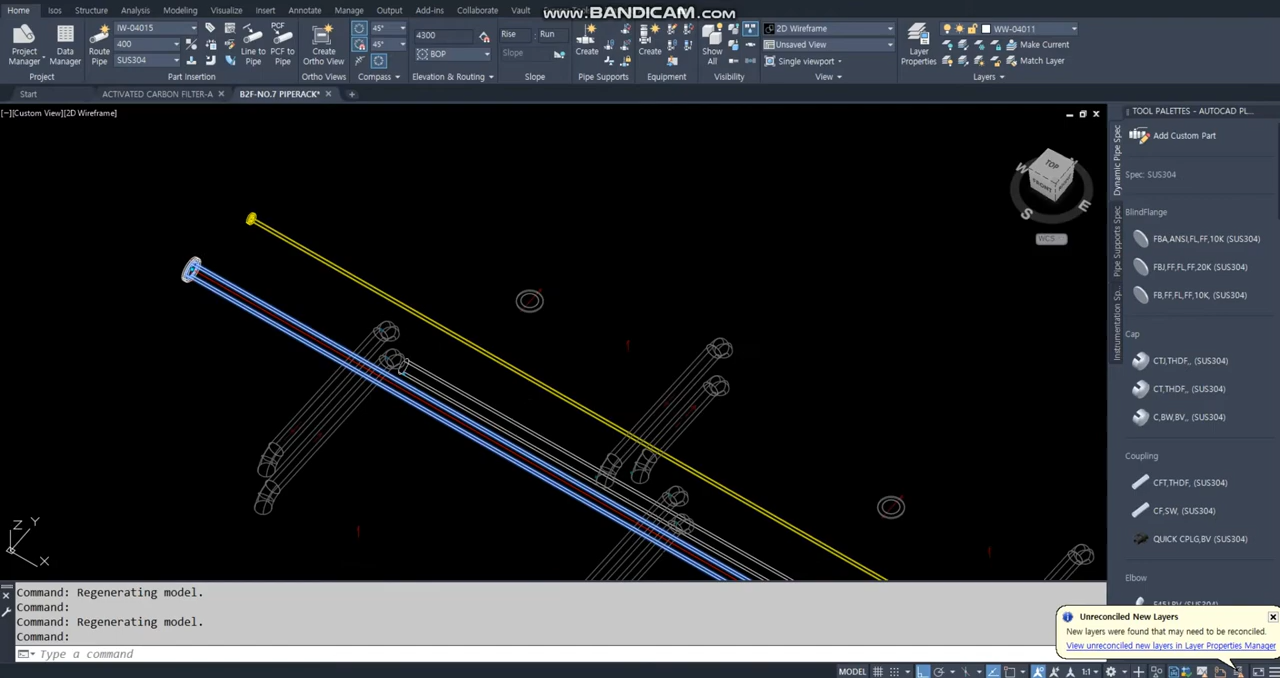 www.BANDICAM.com
Home Isos Structure Analysis Modeling Visualize Insert Annotate Manage Output Add-ins Collaborate Vault
Project Manager
Data Manager
Project
Route Pipe
IW-04015
400
SUS304
Line to Pipe
PCF to Pipe
Part Insertion
Create Ortho View
Ortho Views
45°
45°
Compass
4300
BOP
Elevation & Routing
Rise Run
Slope
Slope
Create
Pipe Supports
Create
Equipment
Show All
Visibility
2D Wireframe
Unsaved View
Single viewport
View
Layer Properties
WW-04011
Make Current
Match Layer
Layers
Start ACTIVATED CARBON FILTER-A B2F-NO.7 PIPERACK*
[−][Custom View][2D Wireframe]
TOP
FRONT
W
S
E
WCS
Z Y
X
TOOL PALETTES - AUTOCAD PL...
Dynamic Pipe Spec
Pipe Supports Spec
Instrumentation Sp...
Add Custom Part
Spec: SUS304
BlindFlange
FBA,ANSI,FL,FF,10K (SUS304)
FBJ,FF,FL,FF,20K (SUS304)
FB,FF,FL,FF,10K, (SUS304)
Cap
CTJ,THDF,, (SUS304)
CT,THDF,, (SUS304)
C,BW,BV,, (SUS304)
Coupling
CFT,THDF, (SUS304)
CF,SW, (SUS304)
QUICK CPLG,BV (SUS304)
Elbow
Command: Regenerating model.
Command:
Command: Regenerating model.
Command:
Type a command
Unreconciled New Layers
New layers were found that may need to be reconciled.
View unreconciled new layers in Layer Properties Manager
MODEL
1:1